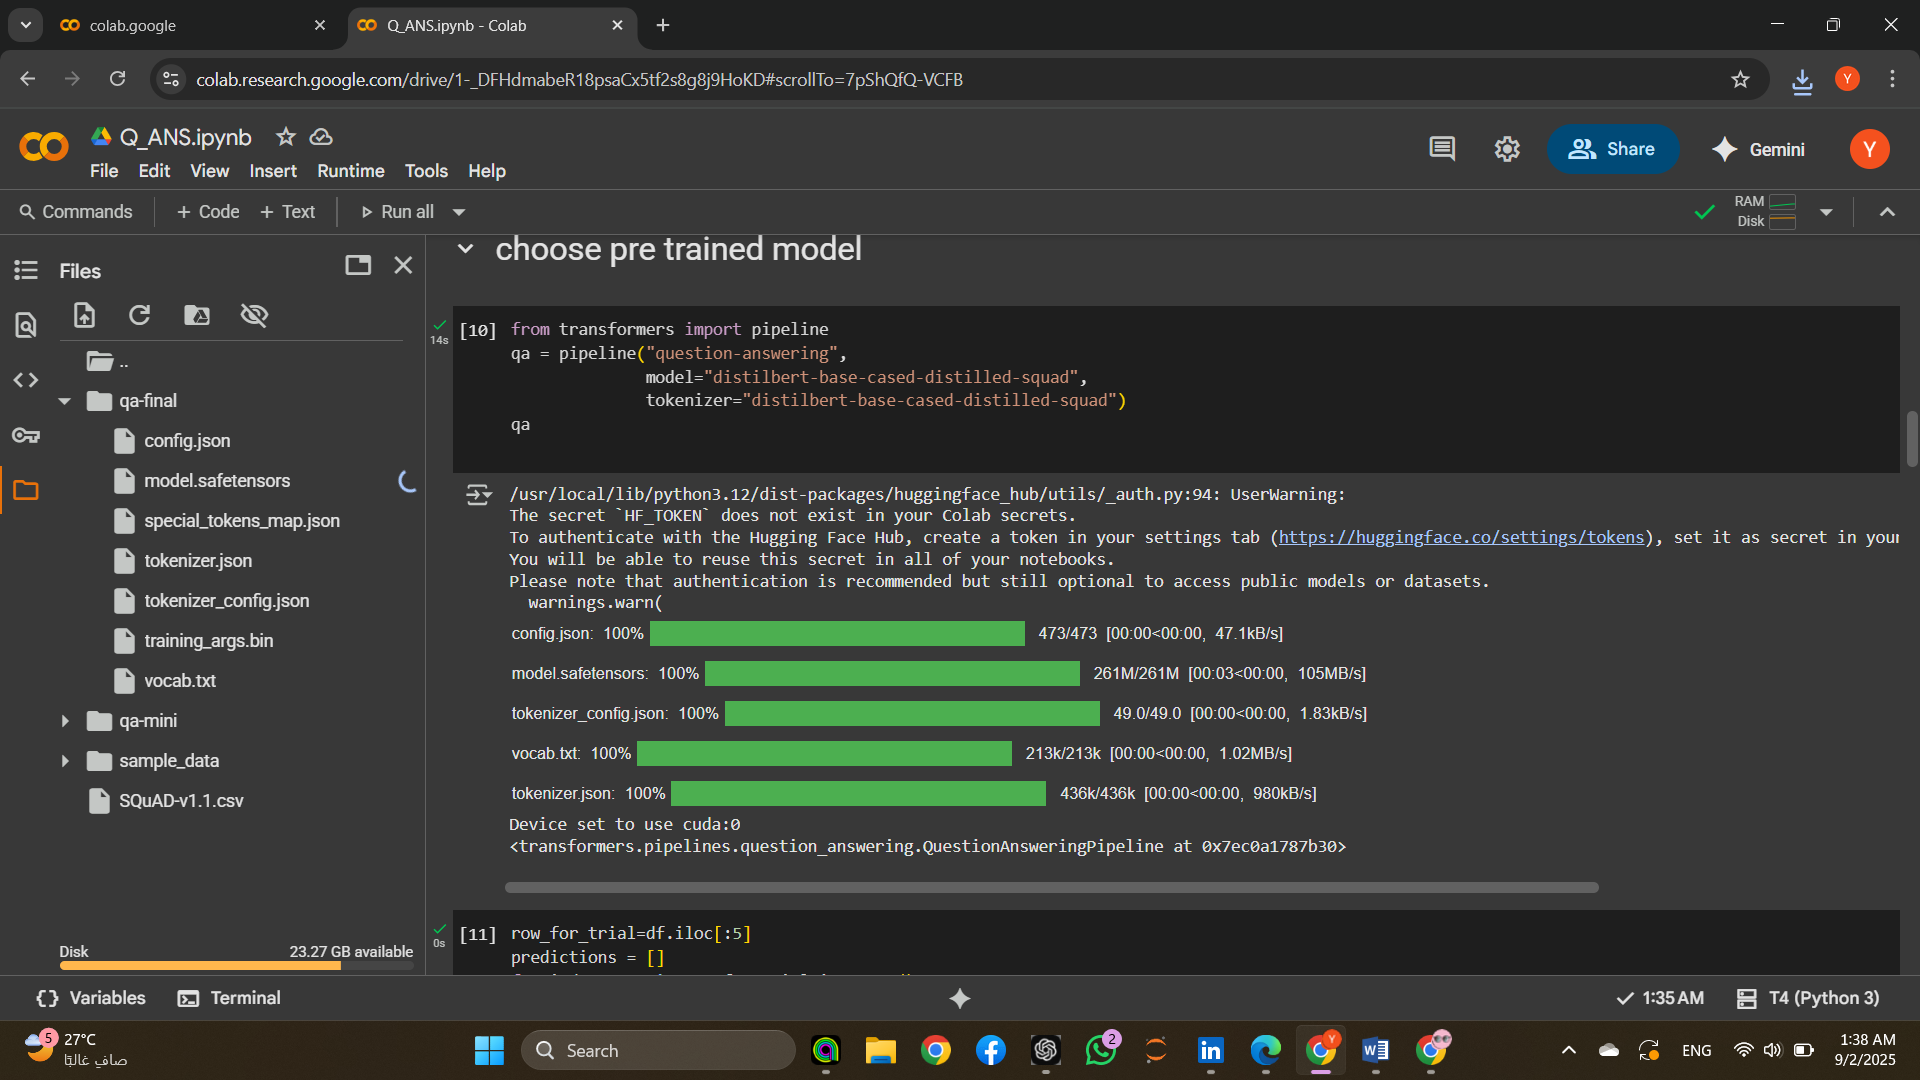 colab.google
Q_ANS.ipynb - Colab
colab.research.google.com/drive/1-_DFHdmabeR18psaCx5tf2s8g8j9HoKD#scrollTo=7pShQfQ-VCFB
Y
Q_ANS.ipynb
File Edit View Insert Runtime Tools Help
Share
Gemini
Y
Commands + Code + Text Run all
RAM
Disk
Files
..
qa-final
config.json
model.safetensors
special_tokens_map.json
tokenizer.json
tokenizer_config.json
training_args.bin
vocab.txt
qa-mini
sample_data
SQuAD-v1.1.csv
Disk 23.27 GB available
choose pre trained model
14s
[10] from transformers import pipeline
qa = pipeline("question-answering",
model="distilbert-base-cased-distilled-squad",
tokenizer="distilbert-base-cased-distilled-squad")
qa
/usr/local/lib/python3.12/dist-packages/huggingface_hub/utils/_auth.py:94: UserWarning:
The secret `HF_TOKEN` does not exist in your Colab secrets.
To authenticate with the Hugging Face Hub, create a token in your settings tab (https://huggingface.co/settings/tokens), set it as secret in your
You will be able to reuse this secret in all of your notebooks.
Please note that authentication is recommended but still optional to access public models or datasets.
warnings.warn(
config.json: 100% 473/473 [00:00<00:00, 47.1kB/s]
model.safetensors: 100% 261M/261M [00:03<00:00, 105MB/s]
tokenizer_config.json: 100% 49.0/49.0 [00:00<00:00, 1.83kB/s]
vocab.txt: 100% 213k/213k [00:00<00:00, 1.02MB/s]
tokenizer.json: 100% 436k/436k [00:00<00:00, 980kB/s]
Device set to use cuda:0
<transformers.pipelines.question_answering.QuestionAnsweringPipeline at 0x7ec0a1787b30>
0s
[11] row_for_trial=df.iloc[:5]
predictions = []
Variables Terminal
1:35 AM T4 (Python 3)
5
27°C
صافٍ غالبًا
Search
2
Y
ENG
1:38 AM
9/2/2025